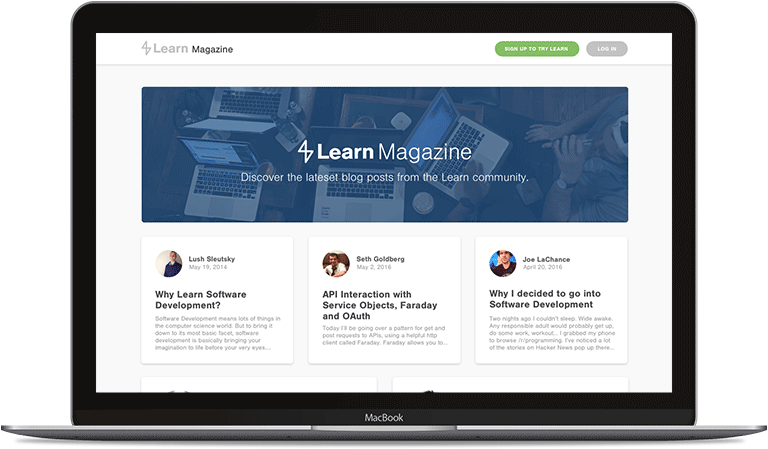 Learn Magazine
SIGN UP TO TRY LEARN
LOG IN
Learn Magazine
Discover the lateset blog posts from the Learn community.
Lush Sleutsky
May 19, 2014
Why Learn Software
Development?
Software Development means lots of things in
the computer science world. But to bring it
down to its most basic facet, software
development is basically bringing your
imagination to life before your very eyes....
Seth Goldberg
May 2, 2016
API Interaction with
Service Objects, Faraday
and OAuth
Today I'll be going over a pattern for get and
post requests to APIs, using a helpful http
client called Faraday. Faraday allows you to...
Joe LaChance
April 20, 2016
Why I decided to go into
Software Development
Two nights ago I couldn't sleep. Wide awake.
Any responsible adult would probably get up,
do some work, workout... I grabbed my phone
to browse /r/programming. I've noticed a lot
of the stories on Hacker News pop up there...
MacBook